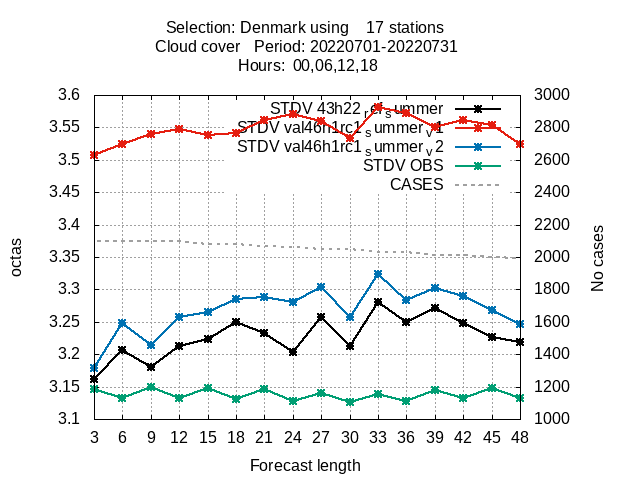 Selection: Denmark using 17 stations
Cloud cover Period: 20220701-20220731
Hours: 00,06,12,18
STDV 43h22_ref_summer
STDV val46h1rc1_summer_v1
STDV val46h1rc1_summer_v2
STDV OBS
CASES
3.6
3.55
3.5
3.45
3.4
3.35
3.3
3.25
3.2
3.15
3.1
octas
3000
2800
2600
2400
2200
2000
1800
1600
1400
1200
1000
No cases
3 6 9 12 15 18 21 24 27 30 33 36 39 42 45 48
Forecast length